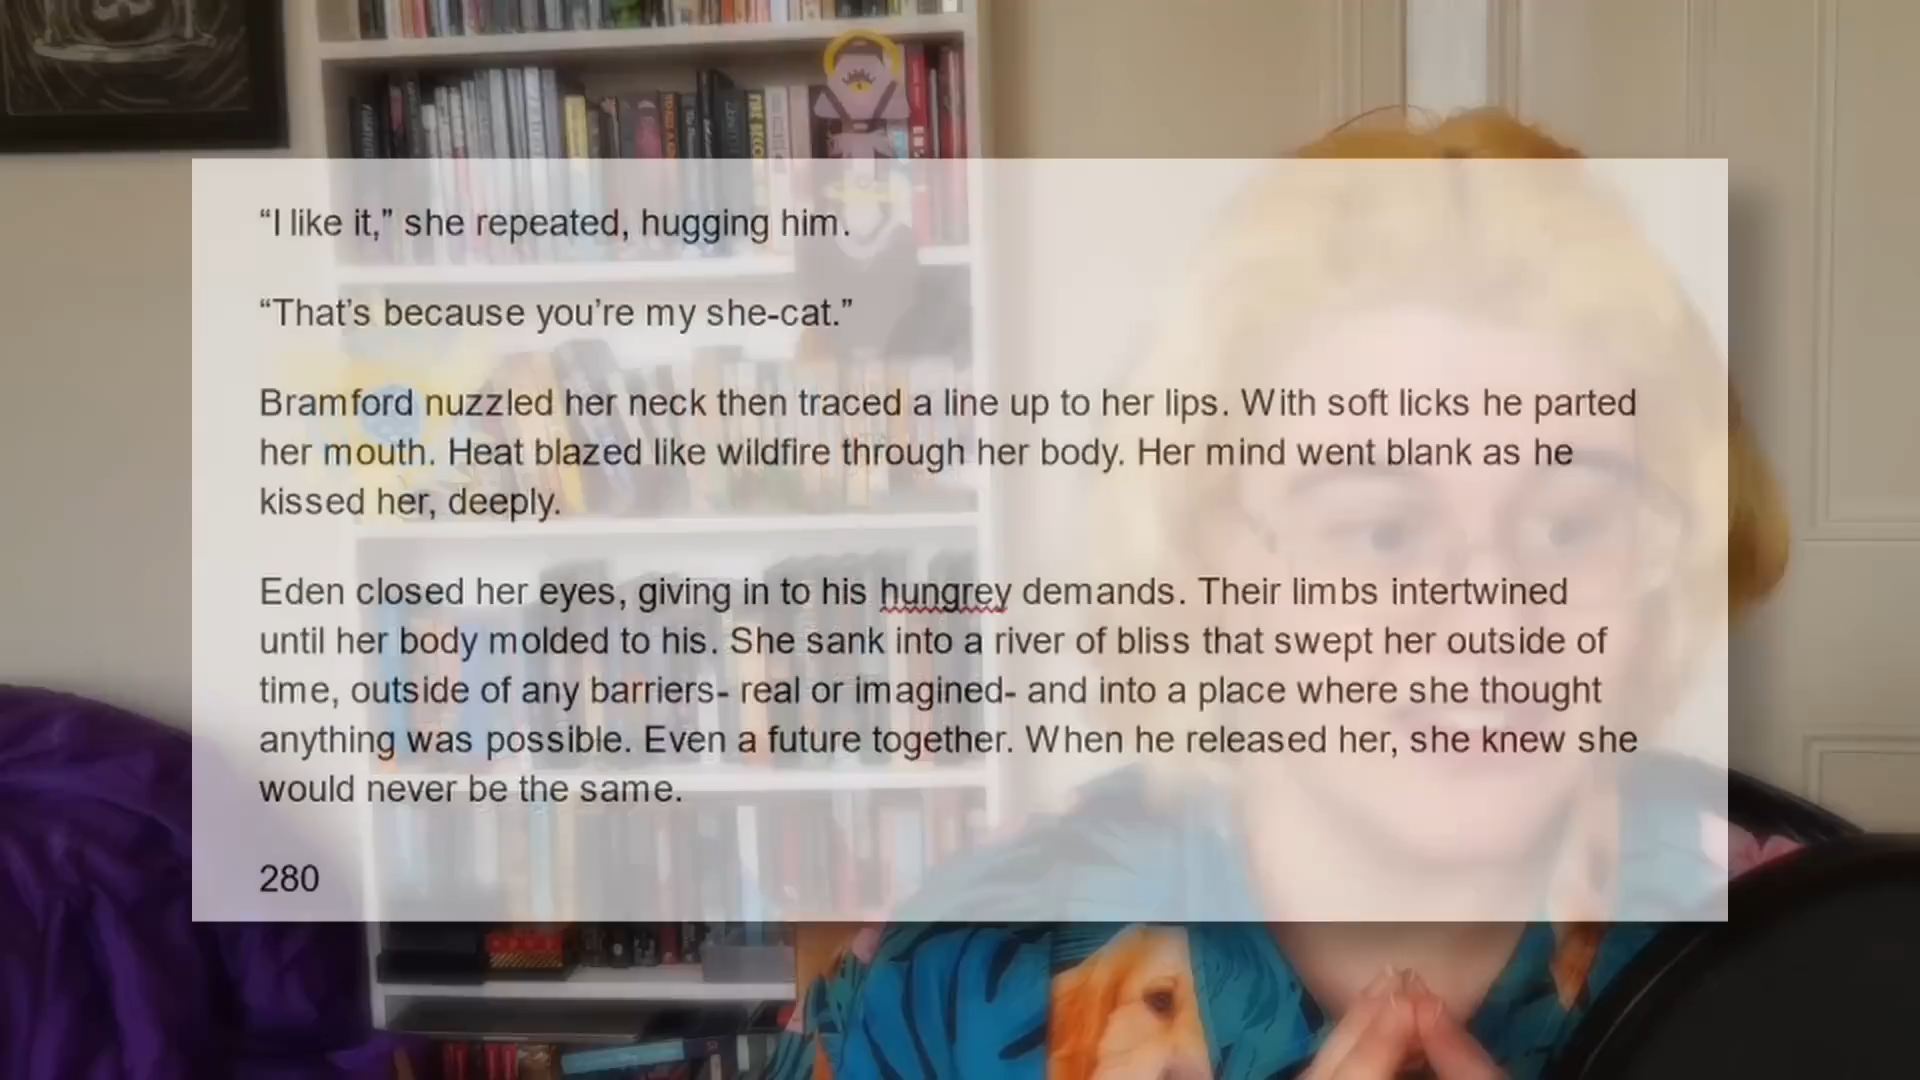 “I like it,” she repeated, hugging him.
“That’s because you’re my she-cat.”
Bramford nuzzled her neck then traced a line up to her lips. With soft licks he parted
her mouth. Heat blazed like wildfire through her body. Her mind went blank as he
kissed her, deeply.
Eden closed her eyes, giving in to his hungrey demands. Their limbs intertwined
until her body molded to his. She sank into a river of bliss that swept her outside of
time, outside of any barriers- real or imagined- and into a place where she thought
anything was possible. Even a future together. When he released her, she knew she
would never be the same.
280